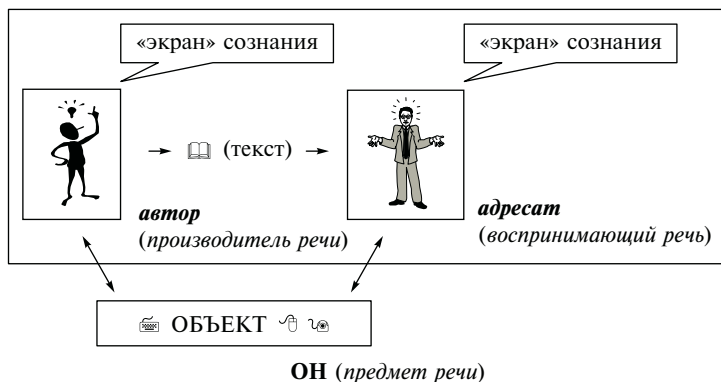 «экран» сознания
«экран» сознания
(текст)
автор
(производитель речи)
адресат
(воспринимающий речь)
ОБЪЕКТ
ОН (предмет речи)